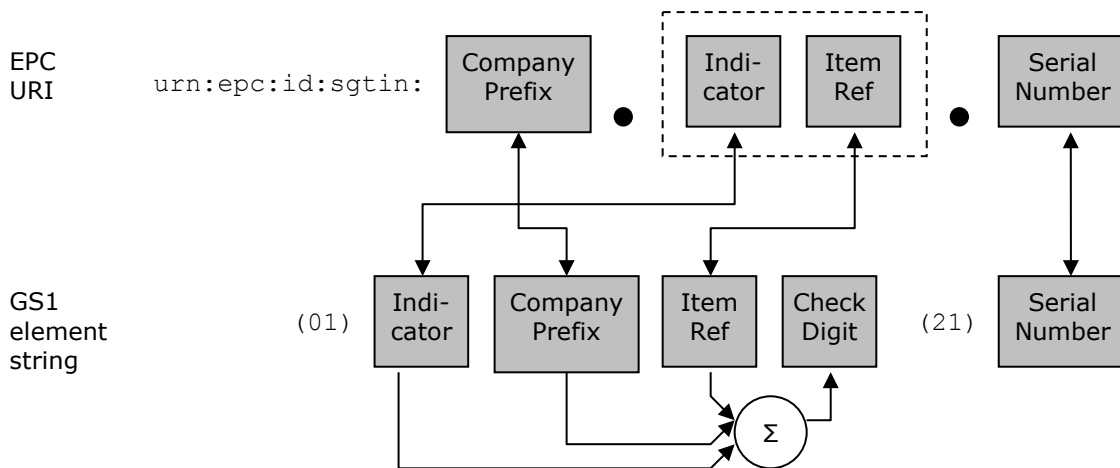 EPC
URI
urn:epc:id:sgtin:
Company
Prefix
Indi-
cator
Item
Ref
Serial
Number
GS1
element
string
(01)
Indi-
cator
Company
Prefix
Item
Ref
Check
Digit
(21)
Serial
Number
Σ